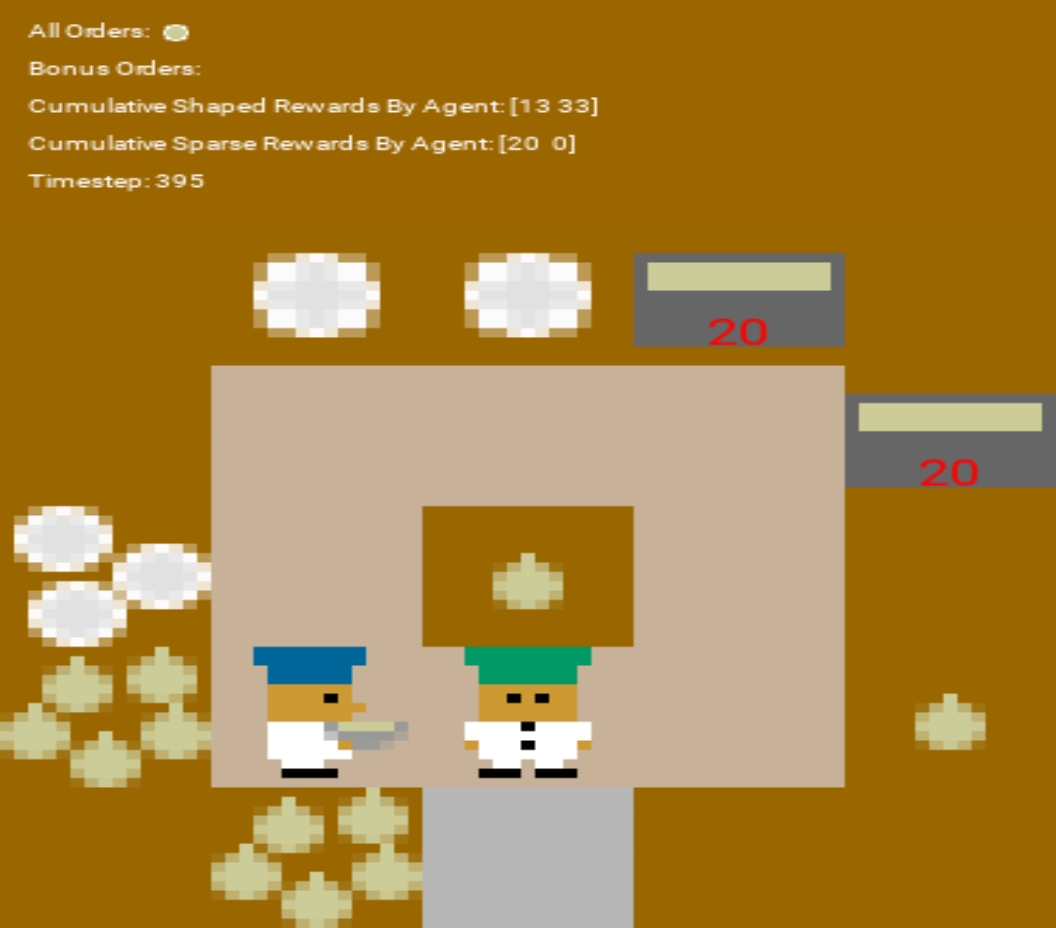 All Orders:
Bonus Orders:
Cumulative Shaped Rewards By Agent: [13 33]
Cumulative Sparse Rewards By Agent: [20 0]
Timestep: 395
20
20